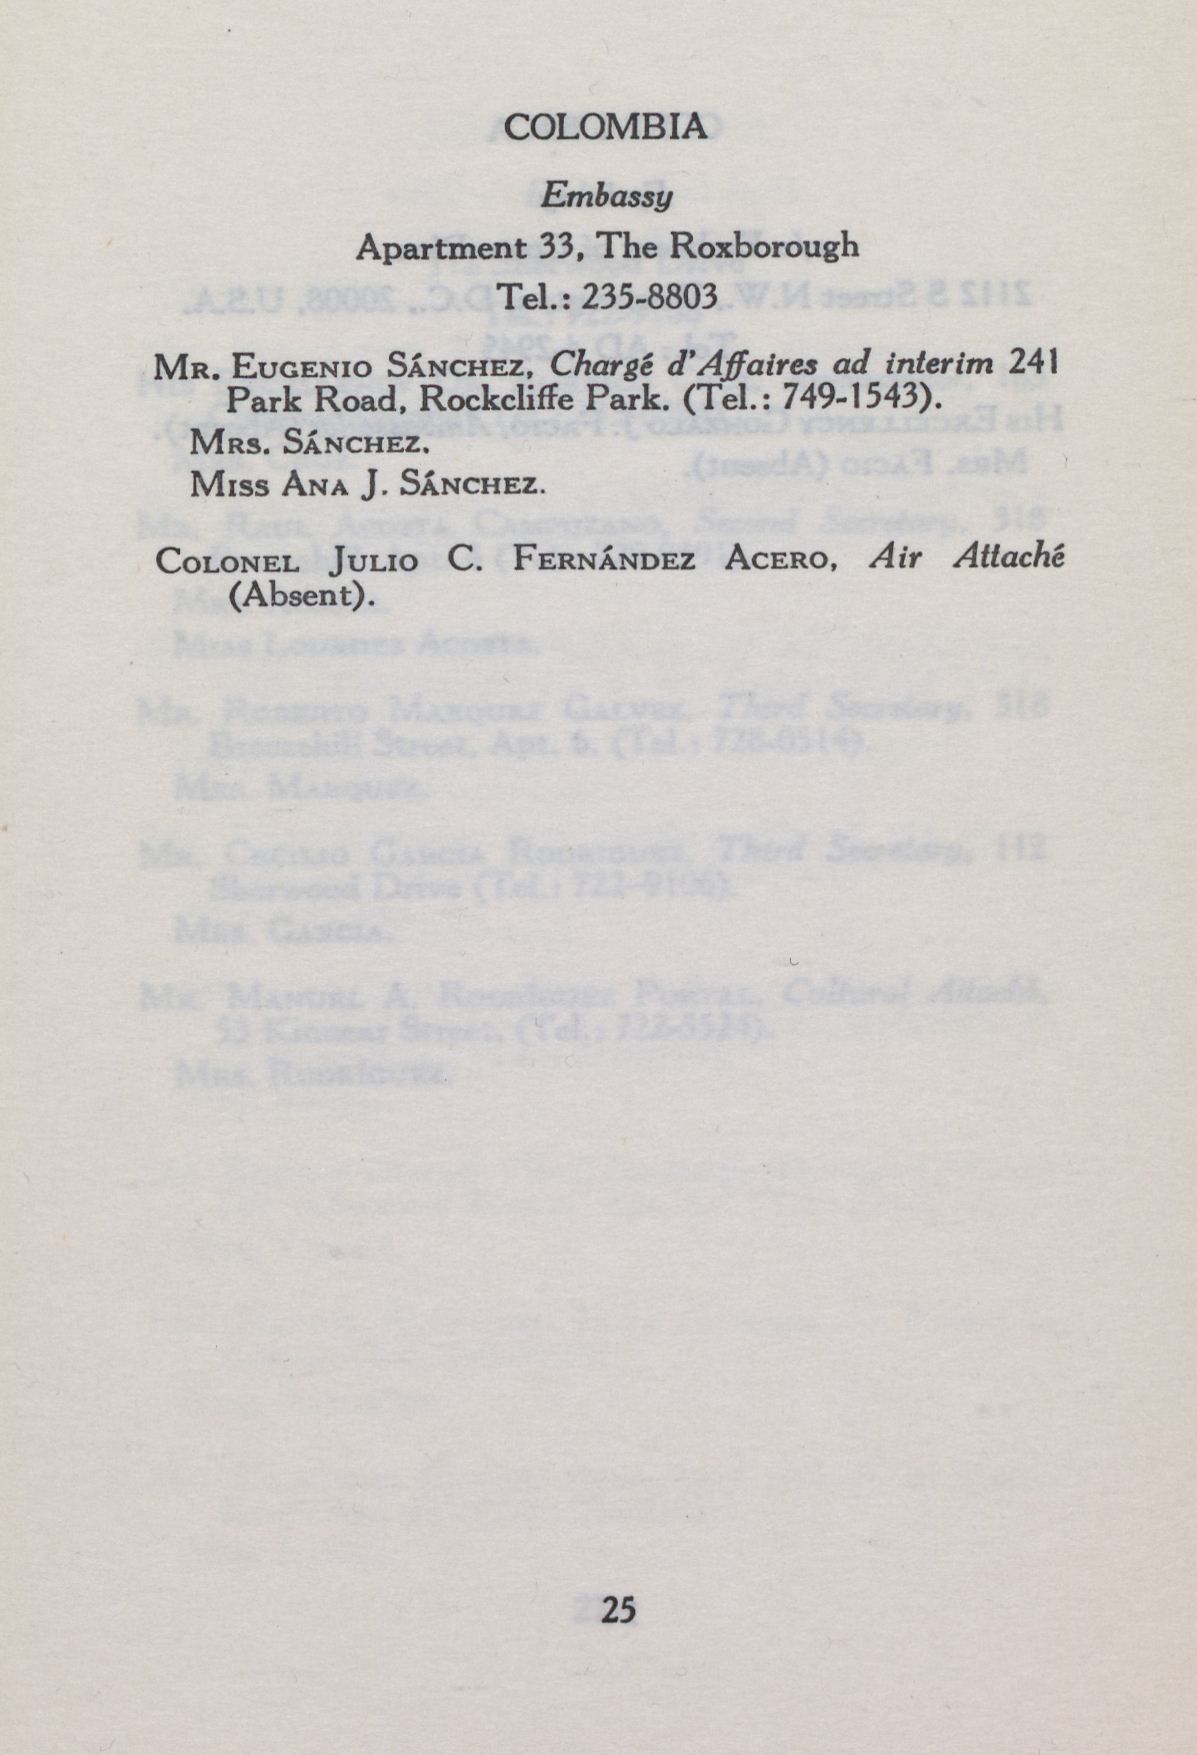 COLOMBIA
Embassy
Apartment 33, The Roxborough
Tel.: 235-8803
MR. EUGENIO SÁNCHEZ, Chargé d'Affaires ad interim 241
Park Road, Rockcliffe Park. (Tel.: 749-1543).
MRS. SÁNCHEZ.
MISS ANA J. SÁNCHEZ.
COLONEL JULIO C. FERNÁNDEZ ACERO, Air Attaché
(Absent).
25